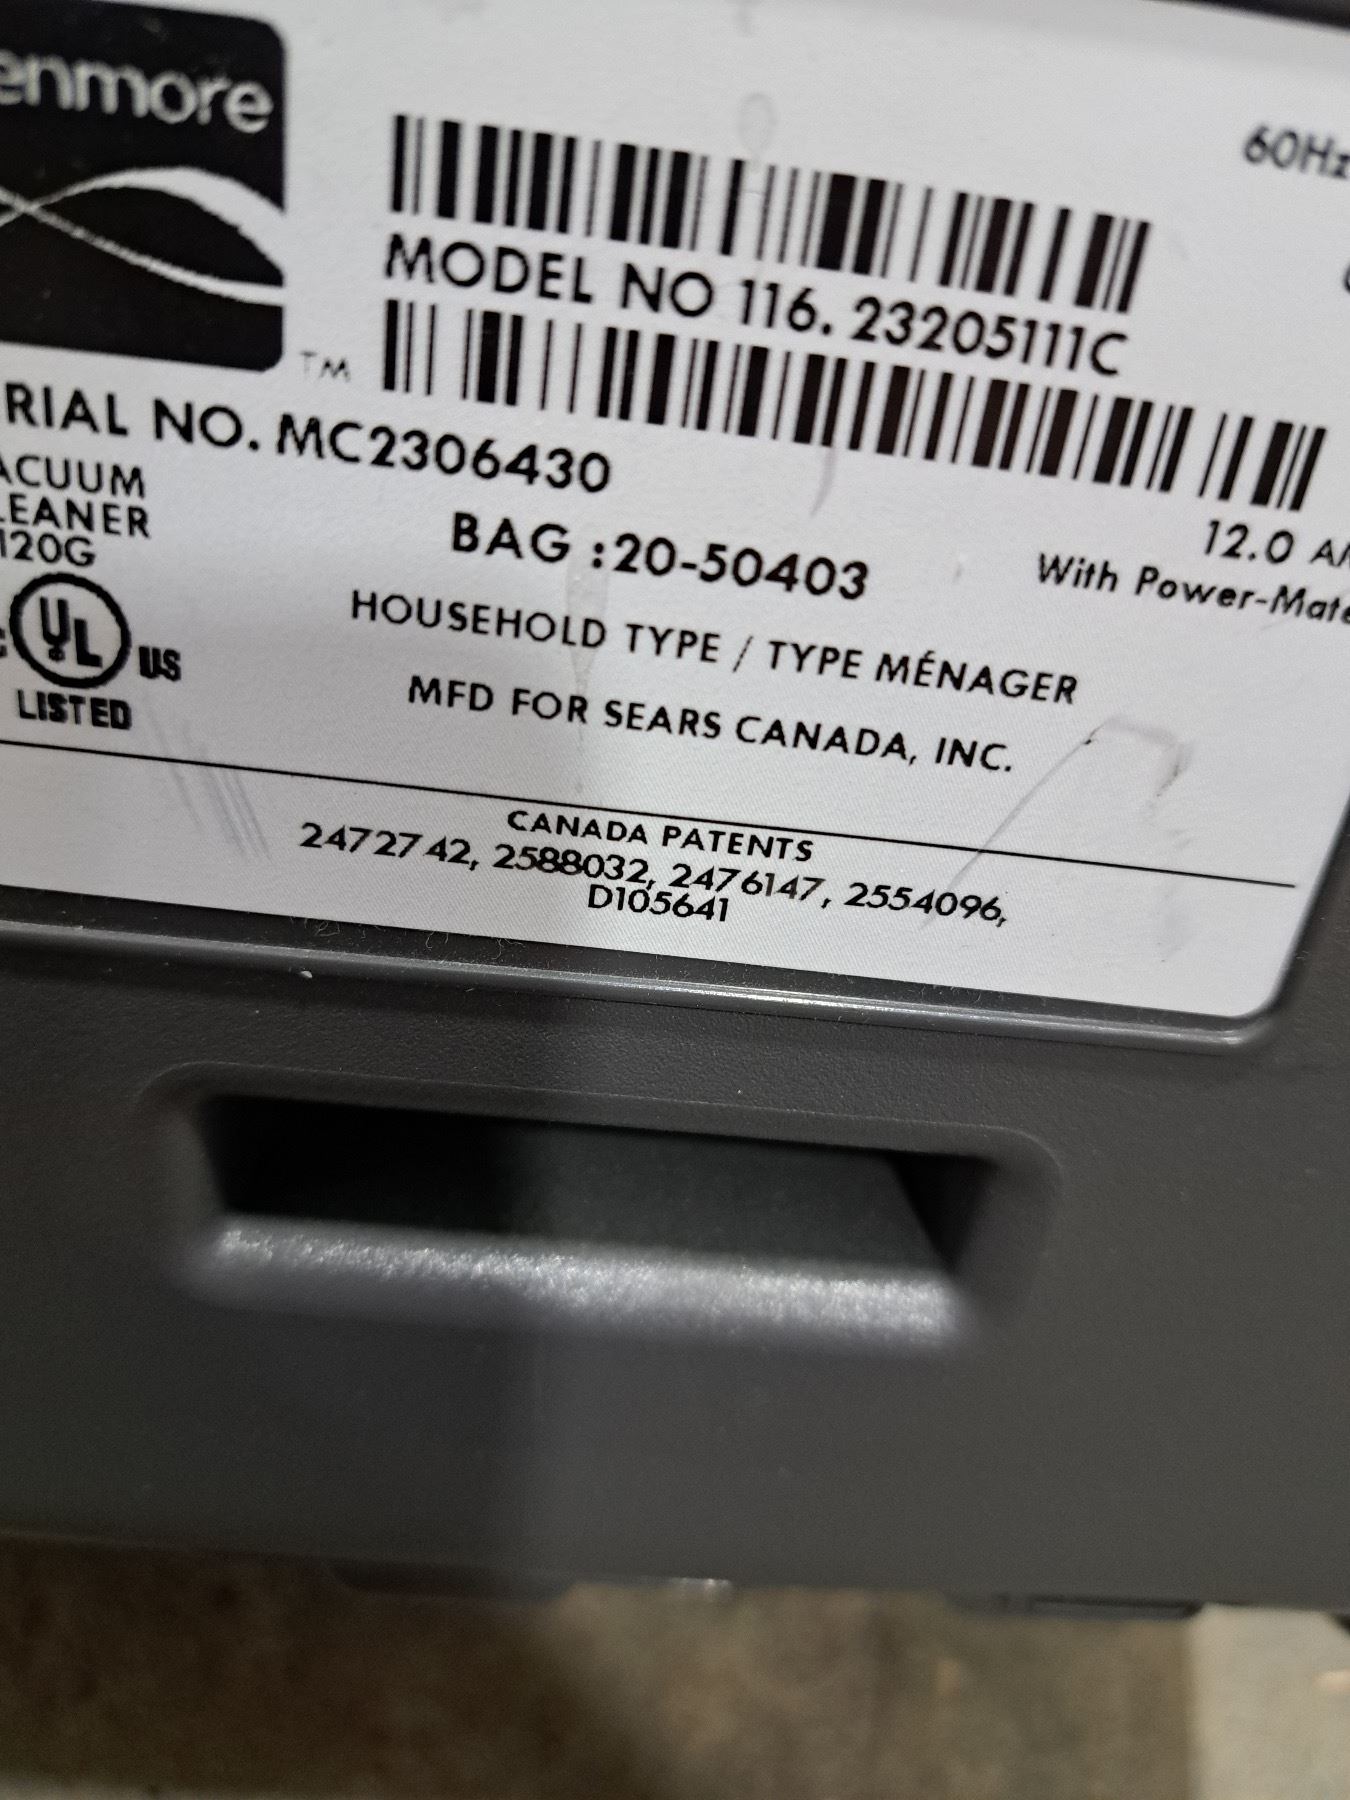 enmore
60Hz
MODEL NO 116. 23205111C
TM
RIAL NO. MC2306430
ACUUM
LEANER
120G
BAG :20-50403
12.0 A
With Power-Mate
HOUSEHOLD TYPE / TYPE MÉNAGER
C UL US
LISTED
MFD FOR SEARS CANADA, INC.
CANADA PATENTS
2472742, 2588032, 2476147, 2554096,
D105641